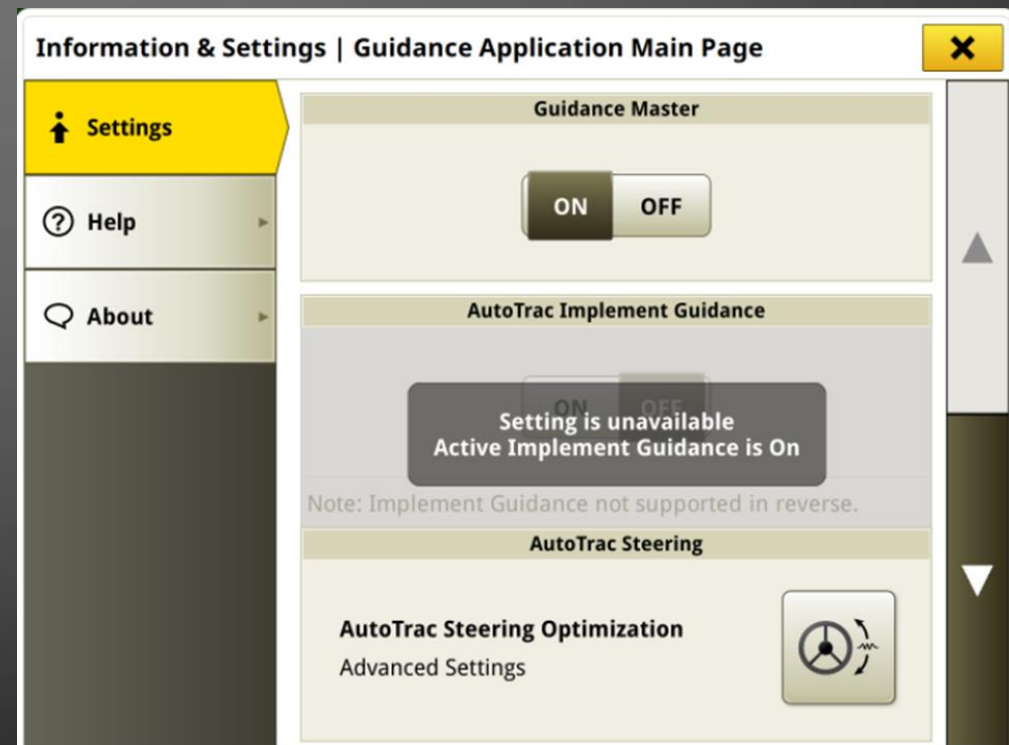 Information & Settings | Guidance Application Main Page
Settings
Help
About
Guidance Master
ON OFF
AutoTrac Implement Guidance
ON OFF
Setting is unavailable
Active Implement Guidance is On
Note: Implement Guidance not supported in reverse.
AutoTrac Steering
AutoTrac Steering Optimization
Advanced Settings